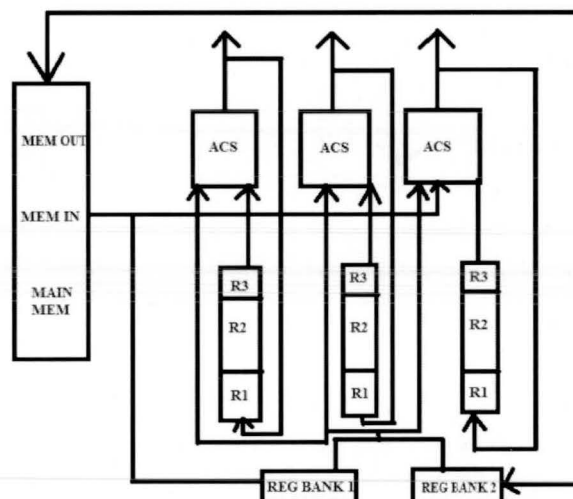 MEM OUT
MEM IN
MAIN
MEM
ACS
ACS
ACS
R3
R2
R1
R3
R2
R1
R3
R2
R1
REG BANK 1
REG BANK 2